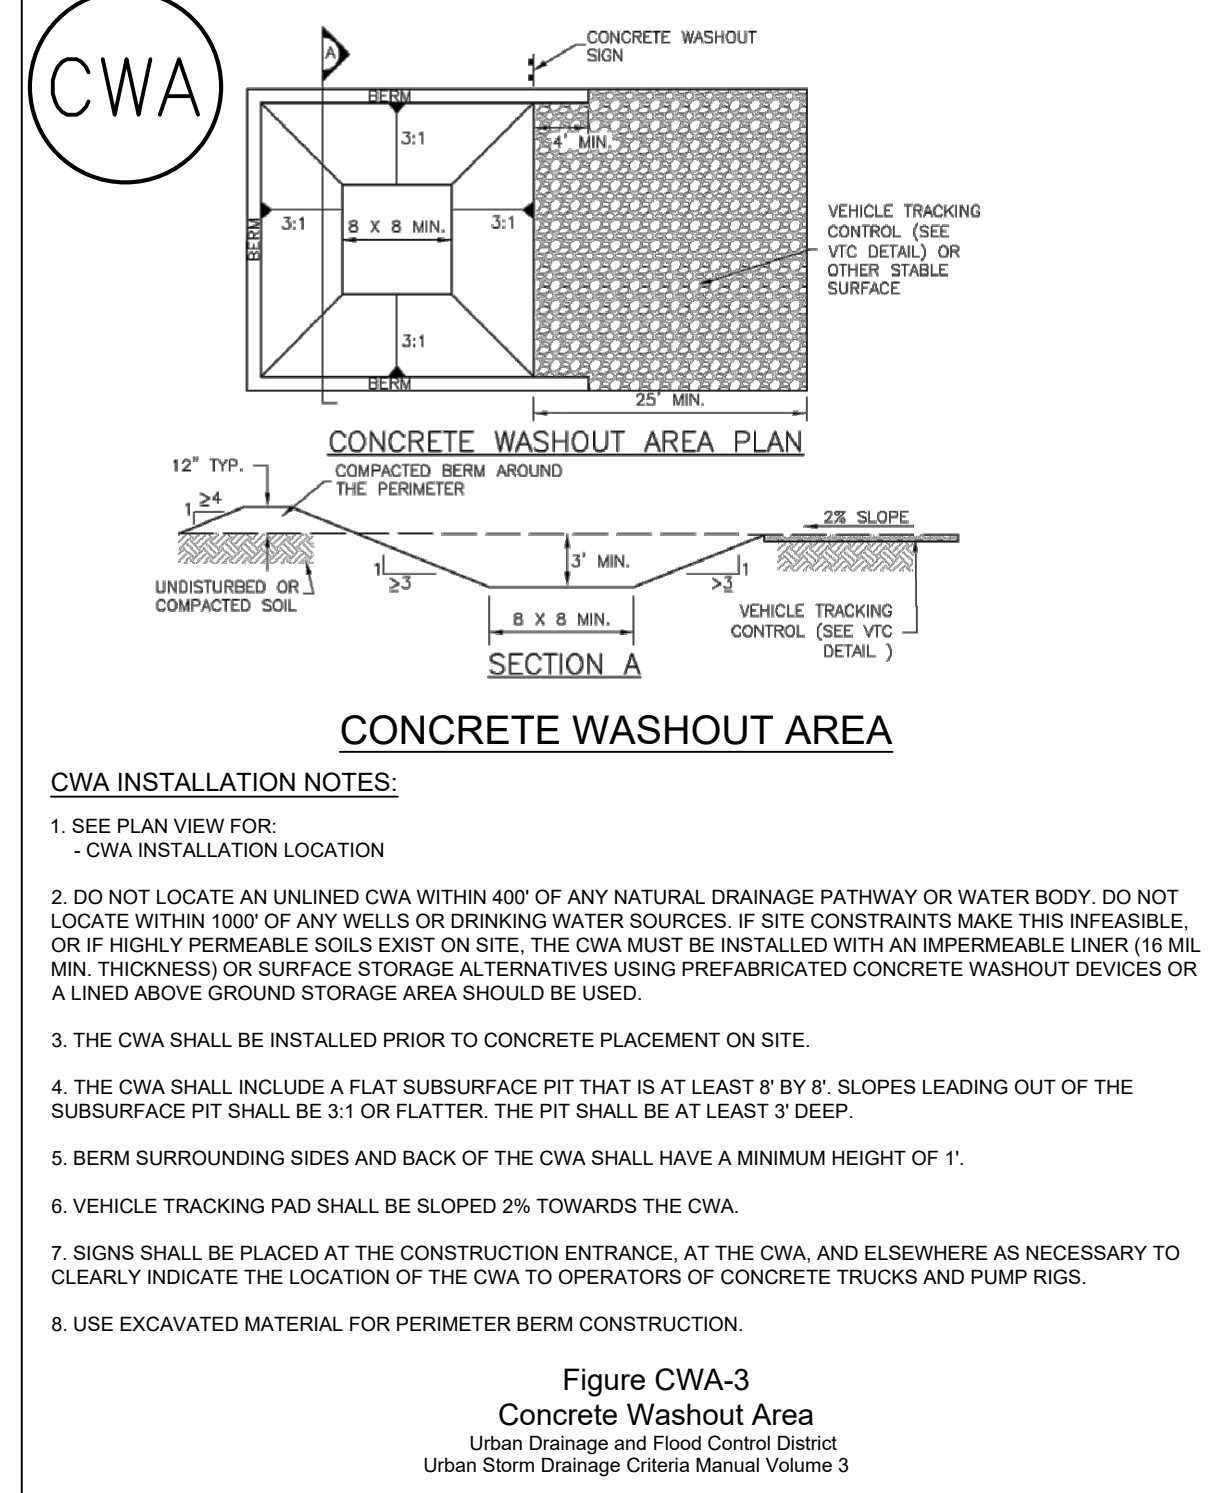 CWA
A
CONCRETE WASHOUT
SIGN
BERM
3:1
4' MIN.
BERM
3:1
8 X 8 MIN.
3:1
VEHICLE TRACKING
CONTROL (SEE
VTC DETAIL) OR
OTHER STABLE
SURFACE
3:1
BERM
25' MIN.
CONCRETE WASHOUT AREA PLAN
12" TYP.
COMPACTED BERM AROUND
THE PERIMETER
1
≥4
2% SLOPE
3' MIN.
1
≥3
1
≥3
UNDISTURBED OR
COMPACTED SOIL
8 X 8 MIN.
VEHICLE TRACKING
CONTROL (SEE VTC
DETAIL )
SECTION A
CONCRETE WASHOUT AREA
CWA INSTALLATION NOTES:
1. SEE PLAN VIEW FOR:
- CWA INSTALLATION LOCATION
2. DO NOT LOCATE AN UNLINED CWA WITHIN 400' OF ANY NATURAL DRAINAGE PATHWAY OR WATER BODY. DO NOT
LOCATE WITHIN 1000' OF ANY WELLS OR DRINKING WATER SOURCES. IF SITE CONSTRAINTS MAKE THIS INFEASIBLE,
OR IF HIGHLY PERMEABLE SOILS EXIST ON SITE, THE CWA MUST BE INSTALLED WITH AN IMPERMEABLE LINER (16 MIL
MIN. THICKNESS) OR SURFACE STORAGE ALTERNATIVES USING PREFABRICATED CONCRETE WASHOUT DEVICES OR
A LINED ABOVE GROUND STORAGE AREA SHOULD BE USED.
3. THE CWA SHALL BE INSTALLED PRIOR TO CONCRETE PLACEMENT ON SITE.
4. THE CWA SHALL INCLUDE A FLAT SUBSURFACE PIT THAT IS AT LEAST 8' BY 8'. SLOPES LEADING OUT OF THE
SUBSURFACE PIT SHALL BE 3:1 OR FLATTER. THE PIT SHALL BE AT LEAST 3' DEEP.
5. BERM SURROUNDING SIDES AND BACK OF THE CWA SHALL HAVE A MINIMUM HEIGHT OF 1'.
6. VEHICLE TRACKING PAD SHALL BE SLOPED 2% TOWARDS THE CWA.
7. SIGNS SHALL BE PLACED AT THE CONSTRUCTION ENTRANCE, AT THE CWA, AND ELSEWHERE AS NECESSARY TO
CLEARLY INDICATE THE LOCATION OF THE CWA TO OPERATORS OF CONCRETE TRUCKS AND PUMP RIGS.
8. USE EXCAVATED MATERIAL FOR PERIMETER BERM CONSTRUCTION.
Figure CWA-3
Concrete Washout Area
Urban Drainage and Flood Control District
Urban Storm Drainage Criteria Manual Volume 3